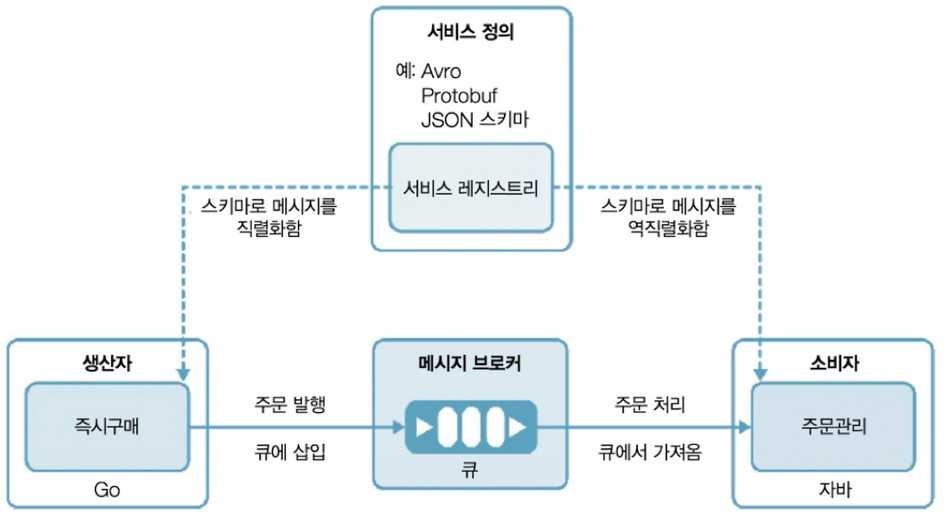 서비스 정의
예: Avro
Protobuf
JSON 스키마
서비스 레지스트리
스키마로 메시지를
직렬화함
스키마로 메시지를
역직렬화함
생산자
즉시구매
Go
주문 발행
큐에 삽입
메시지 브로커
큐
주문 처리
큐에서 가져옴
소비자
주문관리
자바